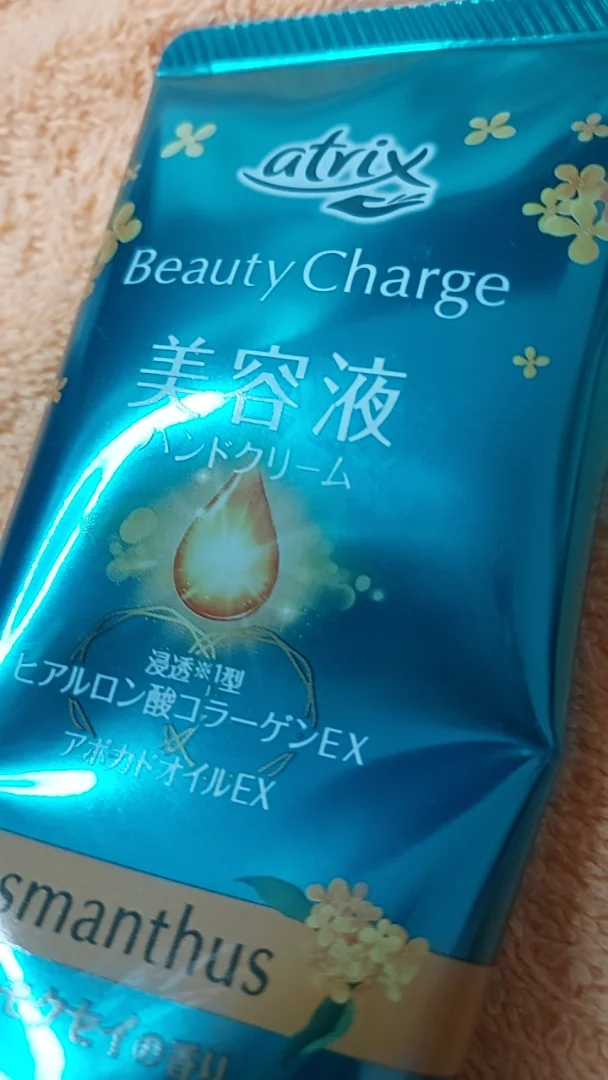 atrix
Beauty Charge
美容液
ハンドクリーム
浸透※1型
ヒアルロン酸コラーゲンEX
アボカドオイルEX
smanthus
モクセイの香り